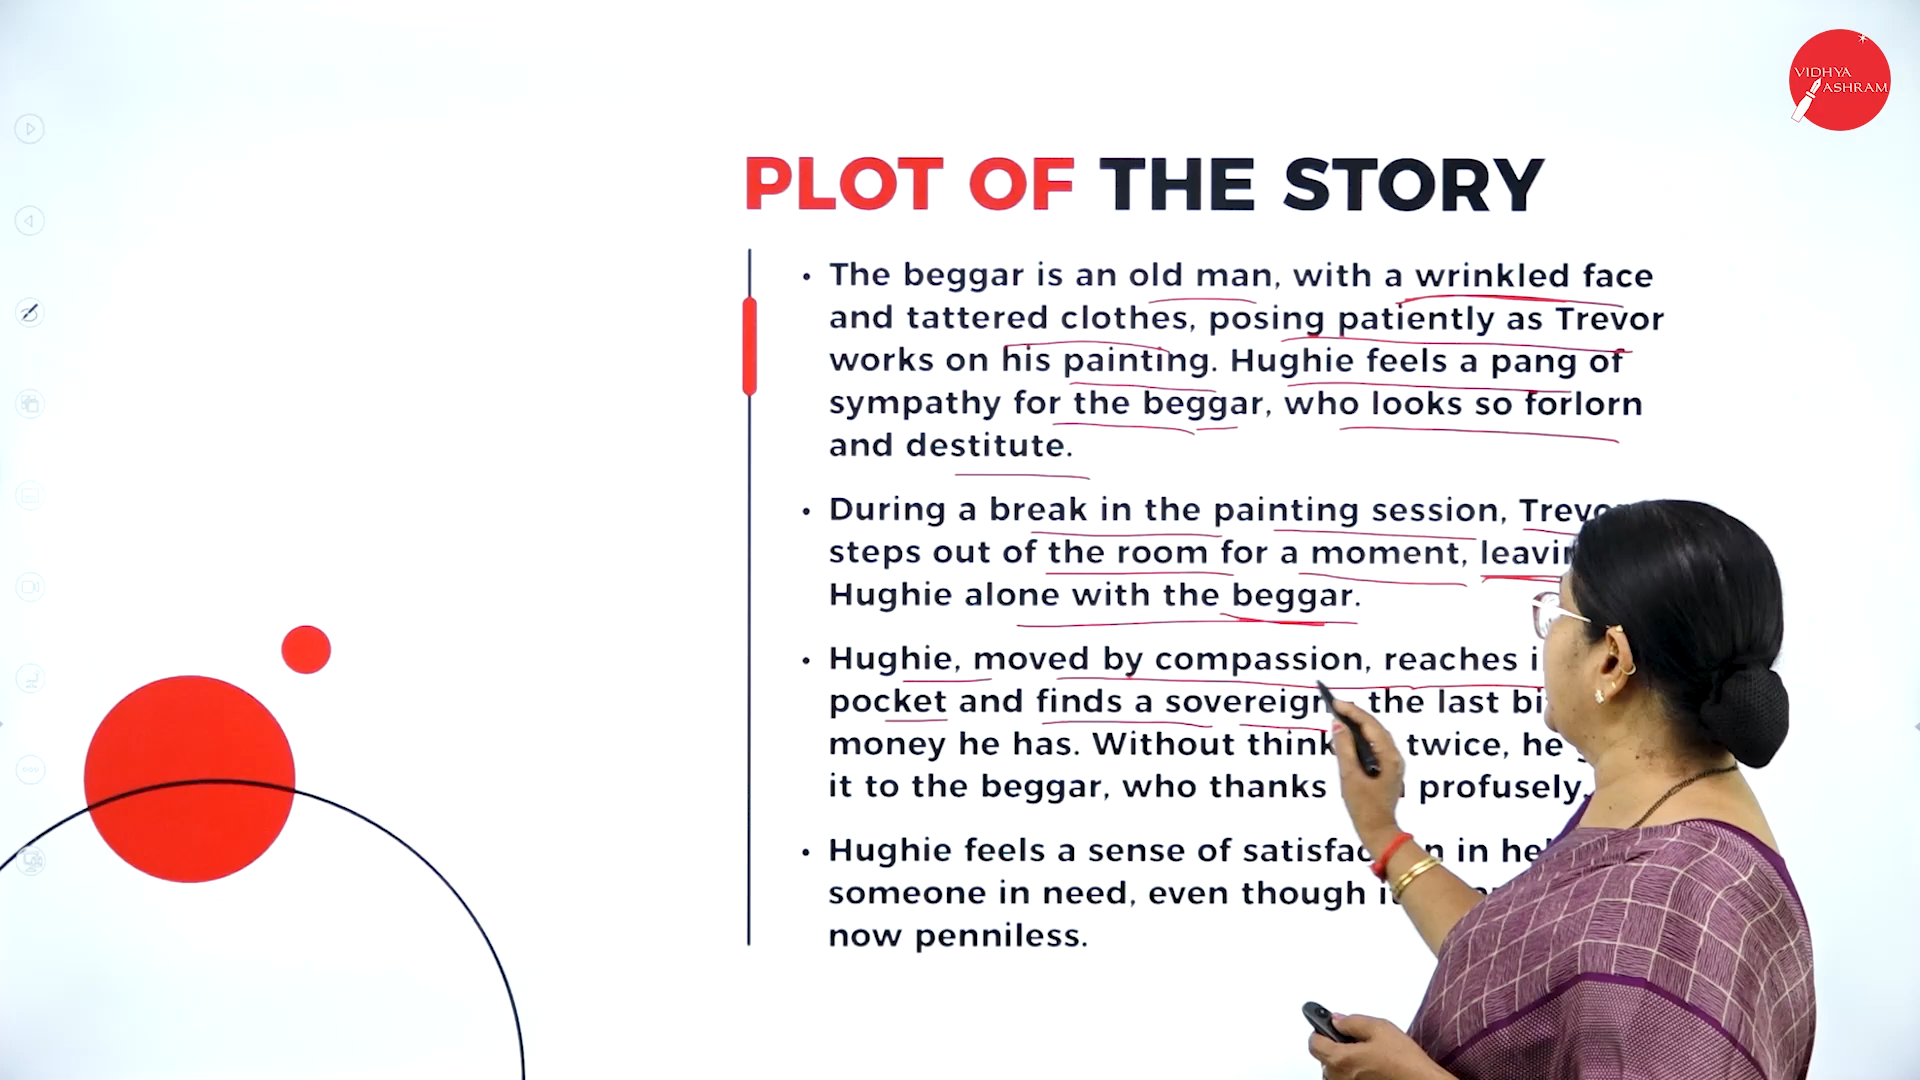 VIDHYA
ASHRAM
PLOT OF THE STORY
• The beggar is an old man, with a wrinkled face
and tattered clothes, posing patiently as Trevor
works on his painting. Hughie feels a pang of
sympathy for the beggar, who looks so forlorn
and destitute.
• During a break in the painting session,
steps out of the room for a moment,
Hughie alone with the beggar.
• Hughie, moved by compassion, reaches
pocket and finds a sovereign, the last
money he has. Without twice, he
it to the beggar, who thanks profusely.
• Hughie feels a sense of in
someone in need, even though
now penniless.